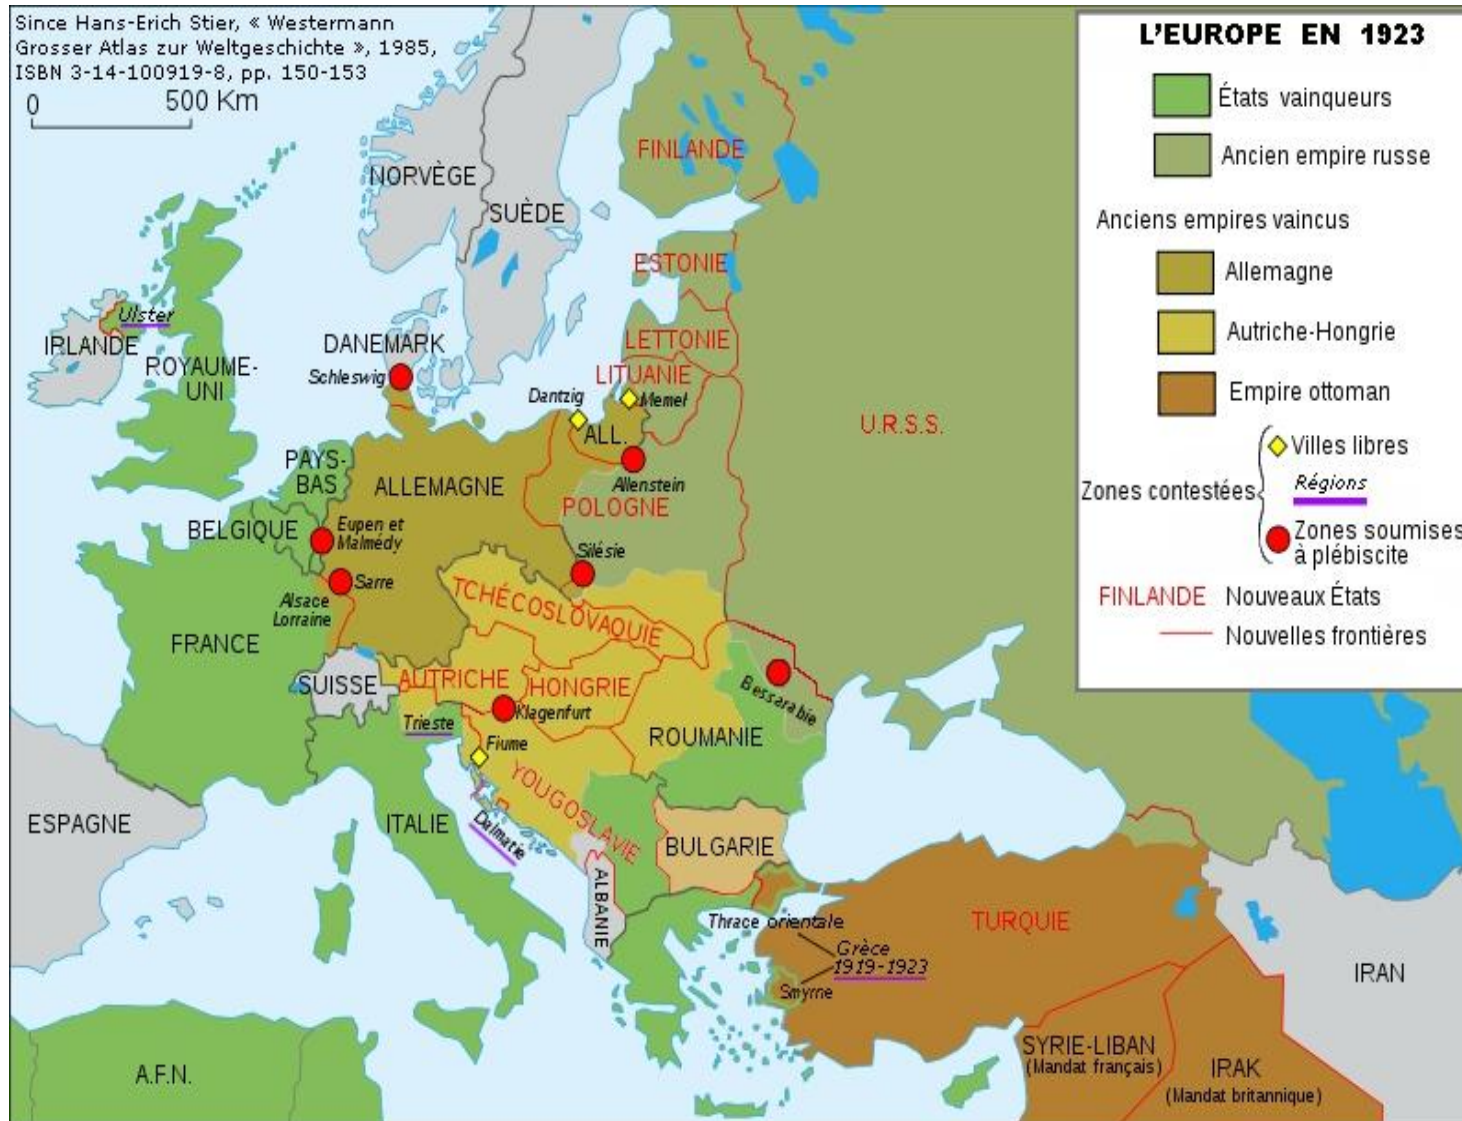 Since Hans-Erich Stier, « Westermann
Grosser Atlas zur Weltgeschichte », 1985,
ISBN 3-14-100919-8, pp. 150-153
0 500 Km
L'EUROPE EN 1923
États vainqueurs
Ancien empire russe
Anciens empires vaincus
Allemagne
Autriche-Hongrie
Empire ottoman
Zones contestées
Villes libres
Régions
Zones soumises
à plébiscite
FINLANDE Nouveaux États
Nouvelles frontières
FINLANDE
NORVÈGE
SUÈDE
ESTONIE
Ulster
IRLANDE
ROYAUME-
UNI
DANEMARK
Schleswig
LETTONIE
LITUANIE
Dantzig
Memel
ALL.
U.R.S.S.
PAYS-
BAS
ALLEMAGNE
Allenstein
POLOGNE
BELGIQUE
Eupen et
Malmédy
Silésie
Sarre
Alsace
Lorraine
TCHÉCOSLOVAQUIE
FRANCE
SUISSE
AUTRICHE
HONGRIE
Bessarabie
Klagenfurt
Trieste
Fiume
ROUMANIE
YOUGOSLAVIE
ESPAGNE
ITALIE
Dalmatie
BULGARIE
ALBANIE
Thrace orientale
Grèce
1919-1923
Smyrne
TURQUIE
IRAN
SYRIE-LIBAN
(Mandat français)
IRAK
(Mandat britannique)
A.F.N.